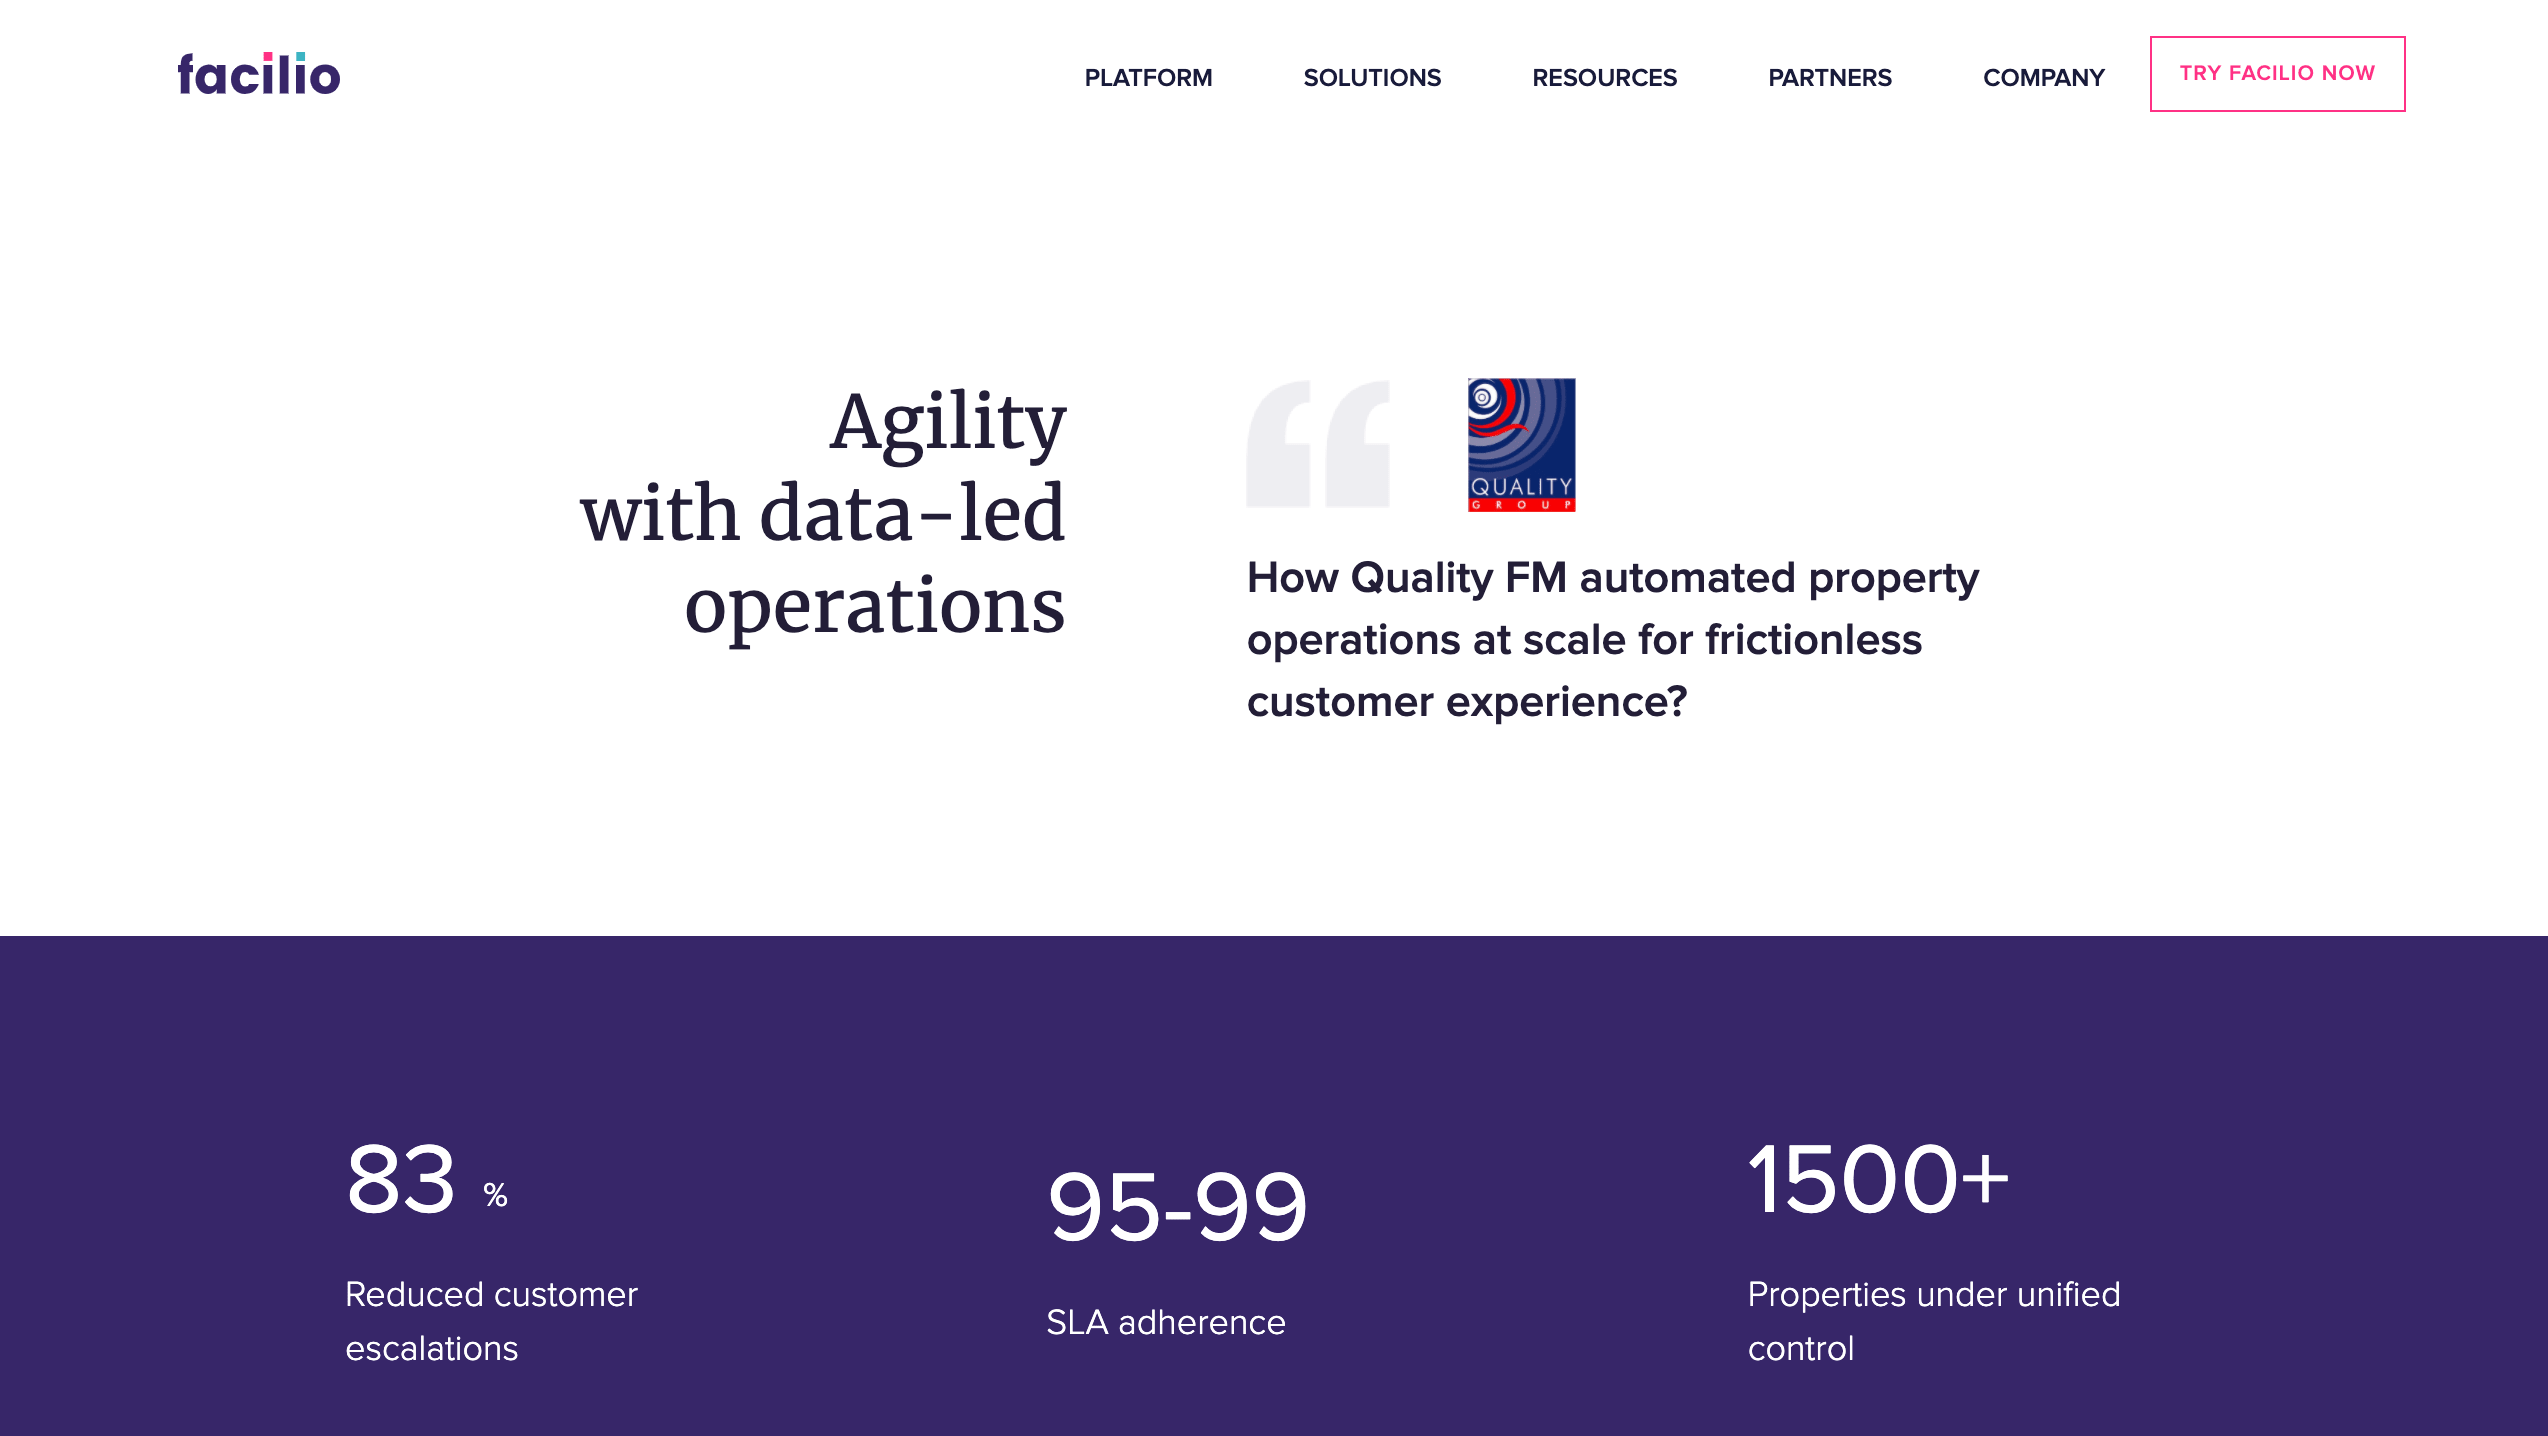 facilio
PLATFORM
SOLUTIONS
RESOURCES
PARTNERS
COMPANY
TRY FACILIO NOW
Agility
with data-led
operations
“
QUALITY
GROUP
How Quality FM automated property
operations at scale for frictionless
customer experience?
83 %
Reduced customer
escalations
95-99
SLA adherence
1500+
Properties under unified
control